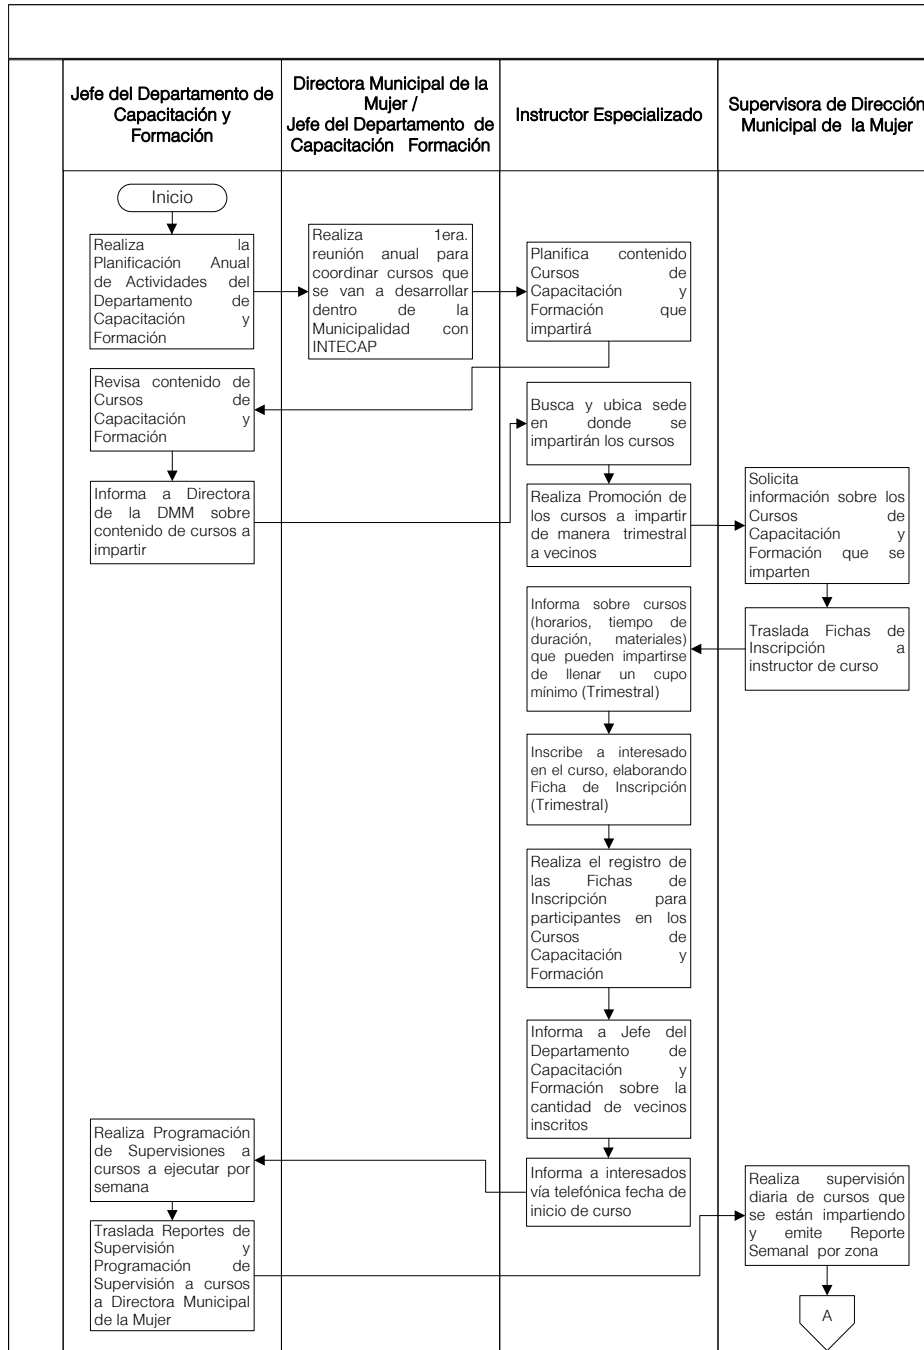 Jefe del Departamento de
Capacitación y
Formación
Directora Municipal de la
Mujer /
Jefe del Departamento de
Capacitación Formación
Instructor Especializado
Supervisora de Dirección
Municipal de la Mujer
Inicio
Realiza la
Planificación Anual
de Actividades del
Departamento de
Capacitación y
Formación
Realiza 1era.
reunión anual para
coordinar cursos que
se van a desarrollar
dentro de la
Municipalidad con
INTECAP
Planifica contenido
Cursos de
Capacitación y
Formación que
impartirá
Revisa contenido de
Cursos de
Capacitación y
Formación
Informa a Directora
de la DMM sobre
contenido de cursos a
impartir
Busca y ubica sede
en donde se
impartirán los cursos
Realiza Promoción de
los cursos a impartir
de manera trimestral
a vecinos
Solicita
información sobre los
Cursos de
Capacitación y
Formación que se
imparten
Traslada Fichas de
Inscripción a
instructor de curso
Informa sobre cursos
(horarios, tiempo de
duración, materiales)
que pueden impartirse
de llenar un cupo
mínimo (Trimestral)
Inscribe a interesado
en el curso, elaborando
Ficha de Inscripción
(Trimestral)
Realiza el registro de
las Fichas de
Inscripción para
participantes en los
Cursos de
Capacitación y
Formación
Informa a Jefe del
Departamento de
Capacitación y
Formación sobre la
cantidad de vecinos
inscritos
Informa a interesados
vía telefónica fecha de
inicio de curso
Realiza Programación
de Supervisiones a
cursos a ejecutar por
semana
Traslada Reportes de
Supervisión y
Programación de
Supervisión a cursos
a Directora Municipal
de la Mujer
Realiza supervisión
diaria de cursos que
se están impartiendo
y emite Reporte
Semanal por zona
A